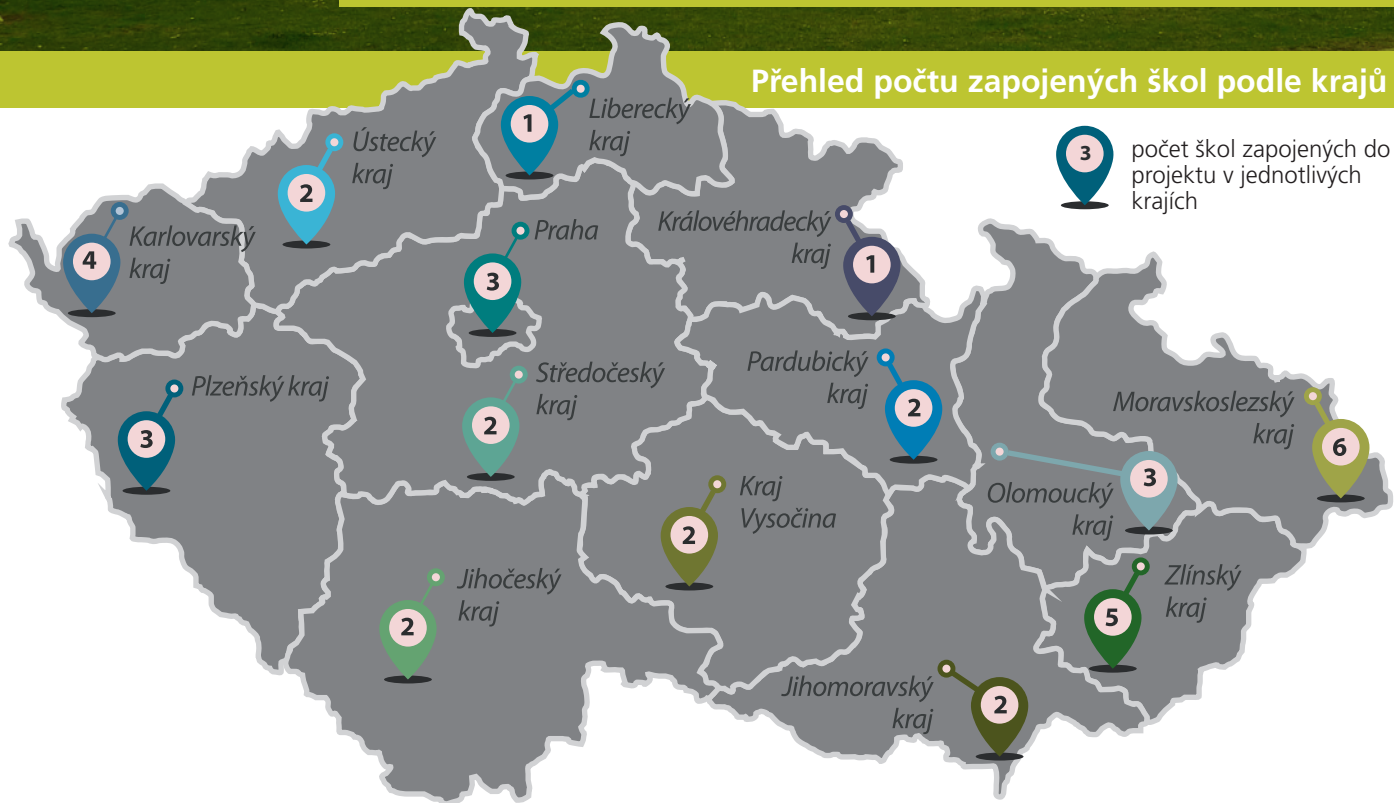 Přehled počtu zapojených škol podle krajů
3
počet škol zapojených do
projektu v jednotlivých
krajích
1
Liberecký
kraj
2
Ústecký
kraj
4
Karlovarský
kraj
3
Praha
Královéhradecký
kraj
1
3
Plzeňský kraj
2
Středočeský
kraj
Pardubický
kraj
2
Moravskoslezský
kraj
6
Olomoucký
kraj
3
2
Kraj
Vysočina
2
Jihočeský
kraj
5
Zlínský
kraj
Jihomoravský
kraj
2